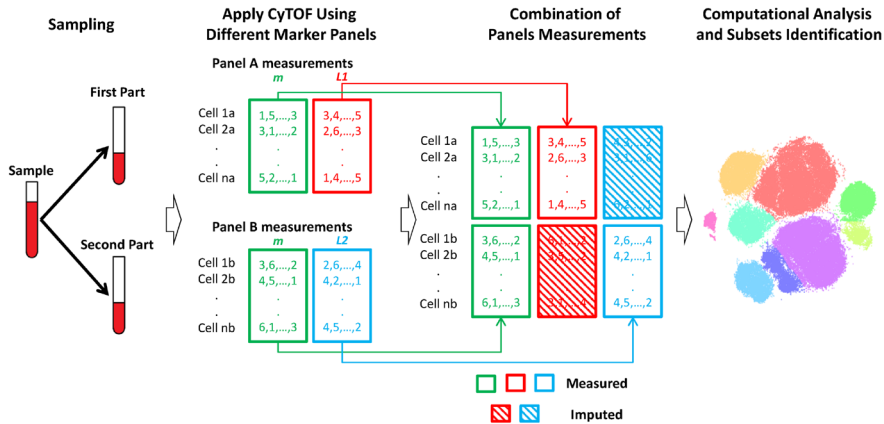 Sampling
Apply CyTOF Using
Different Marker Panels
Combination of
Panels Measurements
Computational Analysis
and Subsets Identification
First Part
Sample
Second Part
Panel A measurements
m L1
Cell 1a 1,5,...,3 3,4,...,5
Cell 2a 3,1,...,2 2,6,...,3
. . .
. . .
Cell na 5,2,...,1 1,4,...,5
Panel B measurements
m L2
Cell 1b 3,6,...,2 2,6,...,4
Cell 2b 4,5,...,1 4,2,...,1
. . .
. . .
Cell nb 6,1,...,3 4,5,...,2
Cell 1a 1,5,...,3 3,4,...,5
Cell 2a 3,1,...,2 2,6,...,3
. . .
. . .
Cell na 5,2,...,1 1,4,...,5
Cell 1b 3,6,...,2 2,6,...,4
Cell 2b 4,5,...,1 4,2,...,1
. . .
. . .
Cell nb 6,1,...,3 4,5,...,2
Measured
Imputed